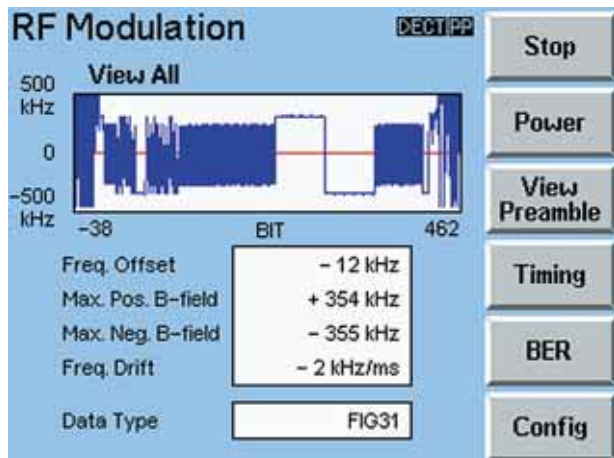 RF Modulation DECT PP
View All
500
kHz
0
-500
kHz
-38 BIT 462
Freq. Offset - 12 kHz
Max. Pos. B-field + 354 kHz
Max. Neg. B-field - 355 kHz
Freq. Drift - 2 kHz/ms
Data Type FIG31
Stop
Power
View
Preamble
Timing
BER
Config